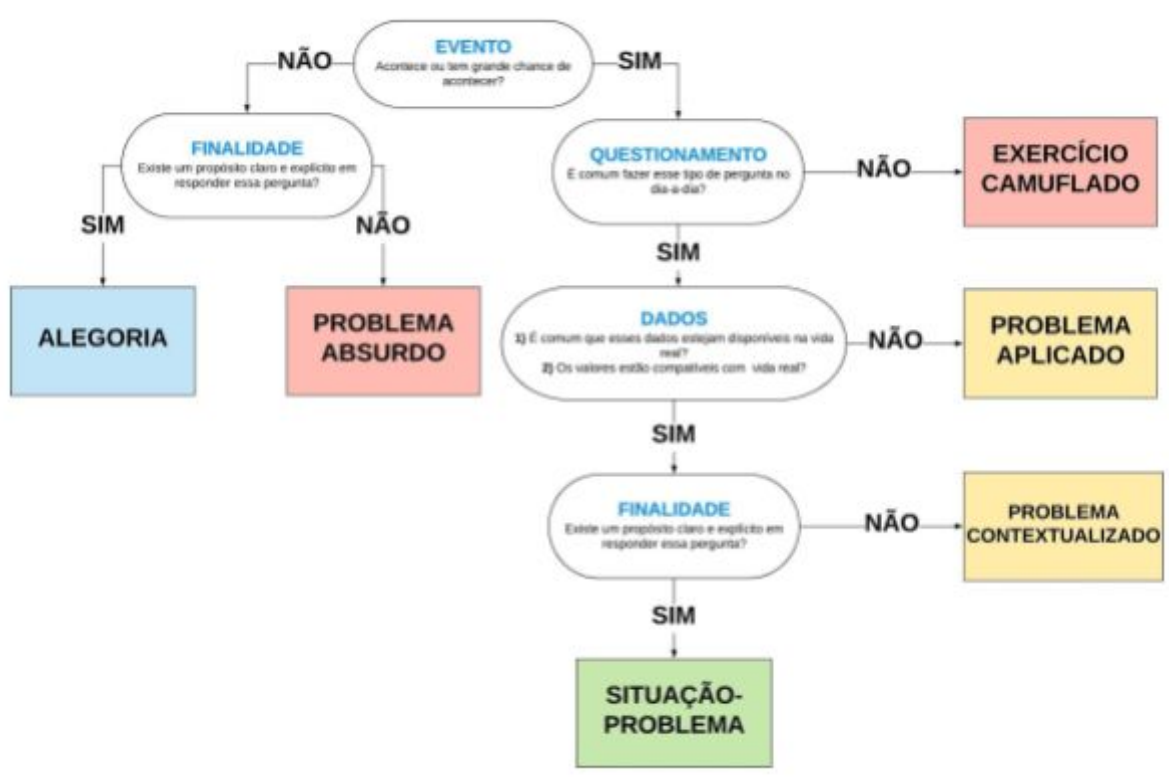 EVENTO
Acontece ou tem grande chance de
acontecer?
NÃO
SIM
FINALIDADE
Existe um propósito claro e explícito em
responder essa pergunta?
SIM
NÃO
ALEGORIA
PROBLEMA
ABSURDO
QUESTIONAMENTO
É comum fazer esse tipo de pergunta no
dia-a-dia?
NÃO
EXERCÍCIO
CAMUFLADO
SIM
DADOS
1) É comum que esses dados estejam disponíveis na vida
real?
2) Os valores estão compatíveis com vida real?
NÃO
PROBLEMA
APLICADO
SIM
FINALIDADE
Existe um propósito claro e explícito em
responder essa pergunta?
NÃO
PROBLEMA
CONTEXTUALIZADO
SIM
SITUAÇÃO-
PROBLEMA